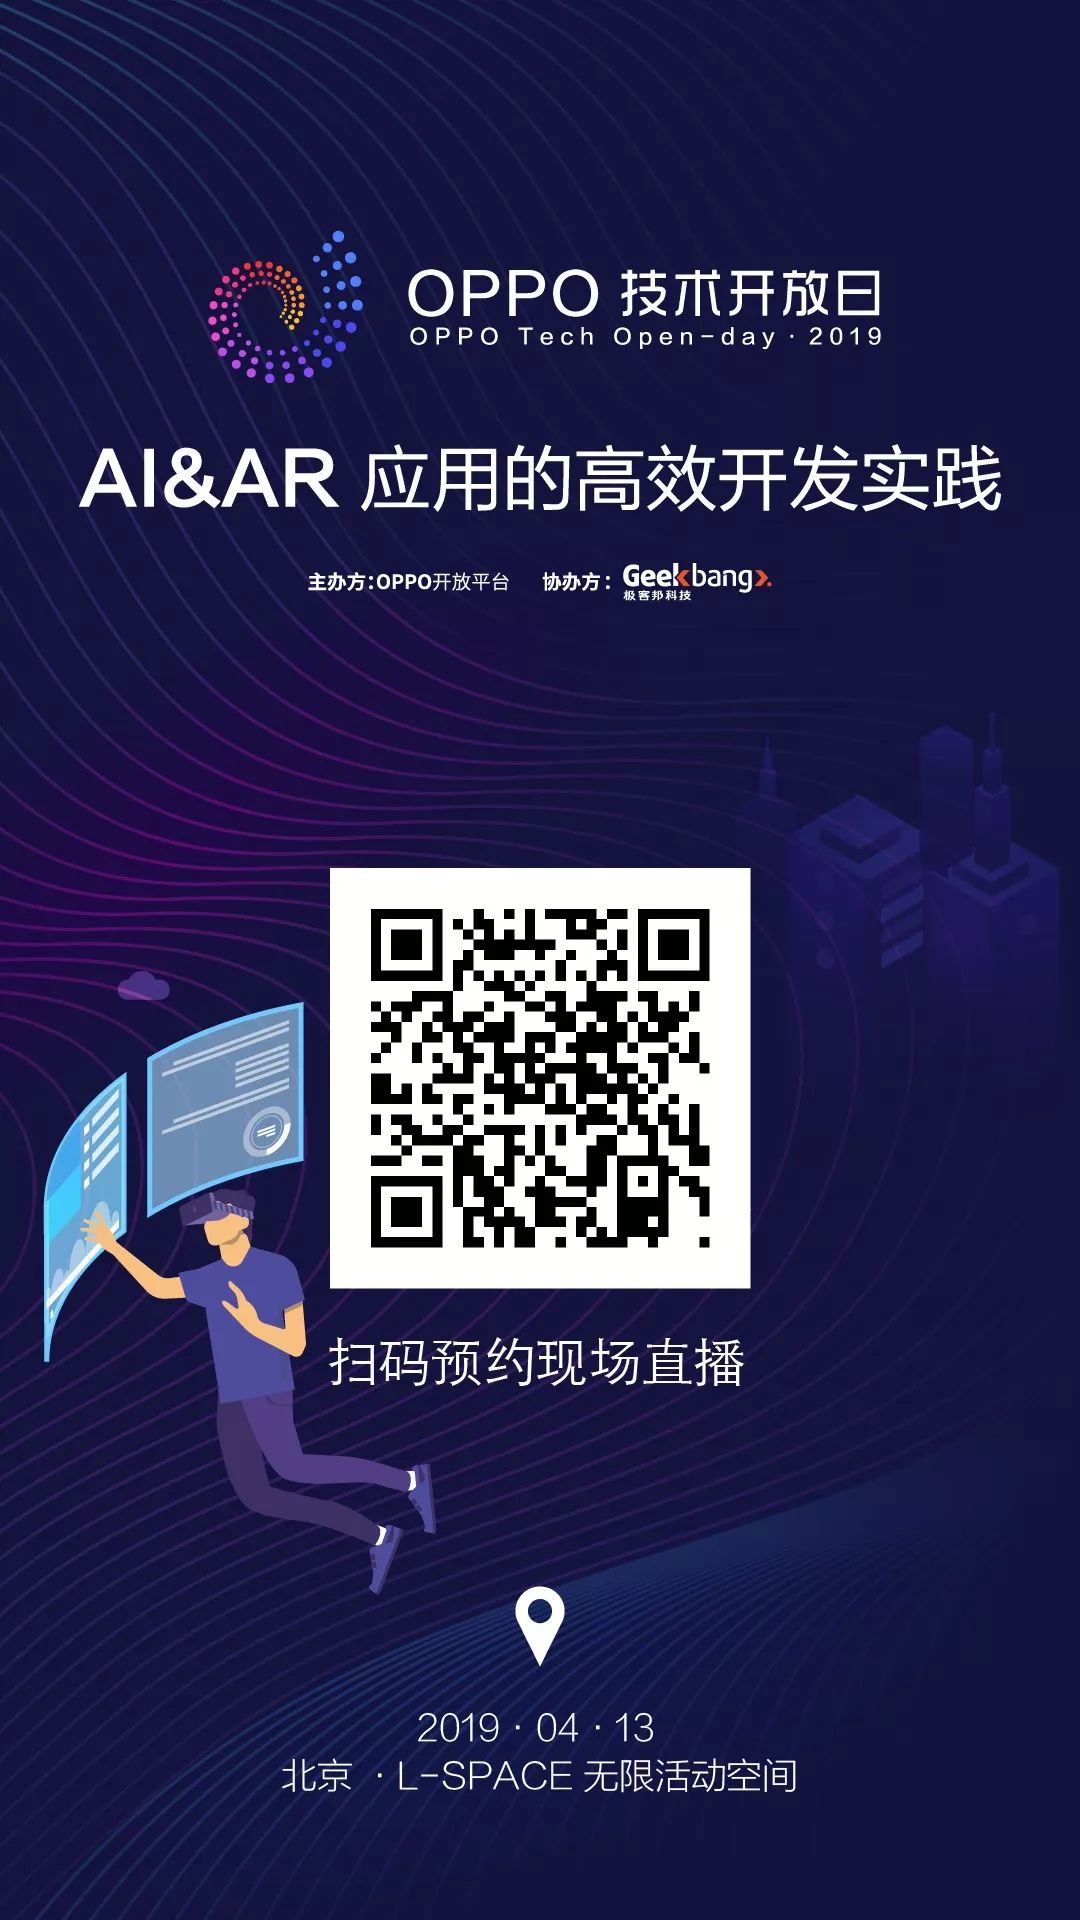 OPPO 技术开放日
OPPO Tech Open-day · 2019
AI&AR 应用的高效开发实践
主办方:OPPO开放平台 协办方: Geekbang
极客邦科技
扫码预约现场直播
2019 · 04 · 13
北京 · L-SPACE 无限活动空间